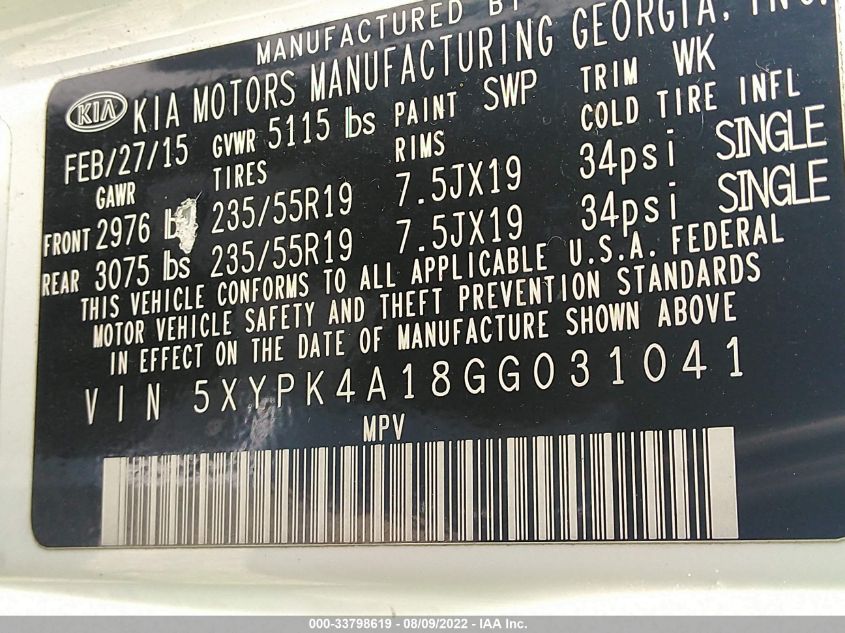 MANUFACTURED BY
KIA KIA MOTORS MANUFACTURING GEORGIA, INC.
FEB/27/15 GVWR 5115 lbs PAINT SWP TRIM WK
GAWR TIRES RIMS COLD TIRE INFL
FRONT 2976 lbs 235/55R19 7.5JX19 34psi SINGLE
REAR 3075 lbs 235/55R19 7.5JX19 34psi SINGLE
THIS VEHICLE CONFORMS TO ALL APPLICABLE U.S.A. FEDERAL
MOTOR VEHICLE SAFETY AND THEFT PREVENTION STANDARDS
IN EFFECT ON THE DATE OF MANUFACTURE SHOWN ABOVE
VIN 5XYPK4A18GG031041
MPV
000-33798619 - 08/09/2022 - IAA Inc.